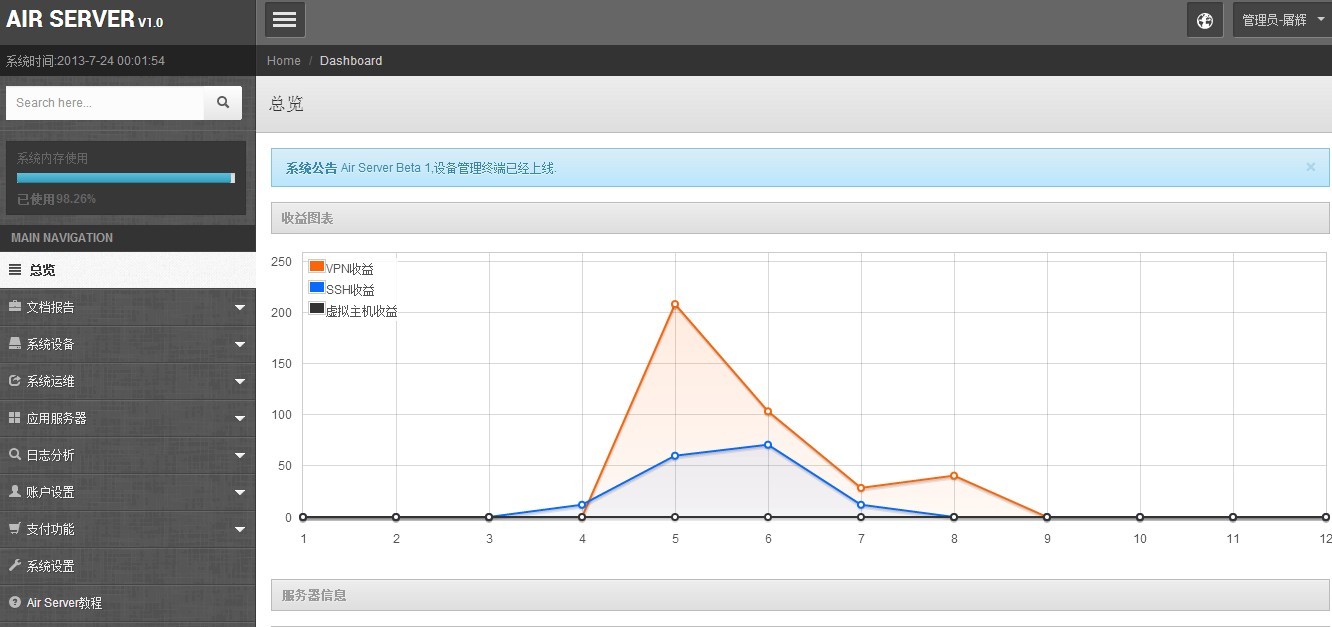 AIR SERVER V1.0
管理员-屠辉
系统时间:2013-7-24 00:01:54
Home / Dashboard
Search here...
总览
系统内存使用
已使用98.26%
系统公告 Air Server Beta 1,设备管理终端已经上线.
×
MAIN NAVIGATION
总览
文档报告
系统设备
系统运维
应用服务器
日志分析
账户设置
支付功能
系统设置
Air Server教程
收益图表
VPN收益
SSH收益
虚拟主机收益
250
200
150
100
50
0
1 2 3 4 5 6 7 8 9 10 11 12
服务器信息